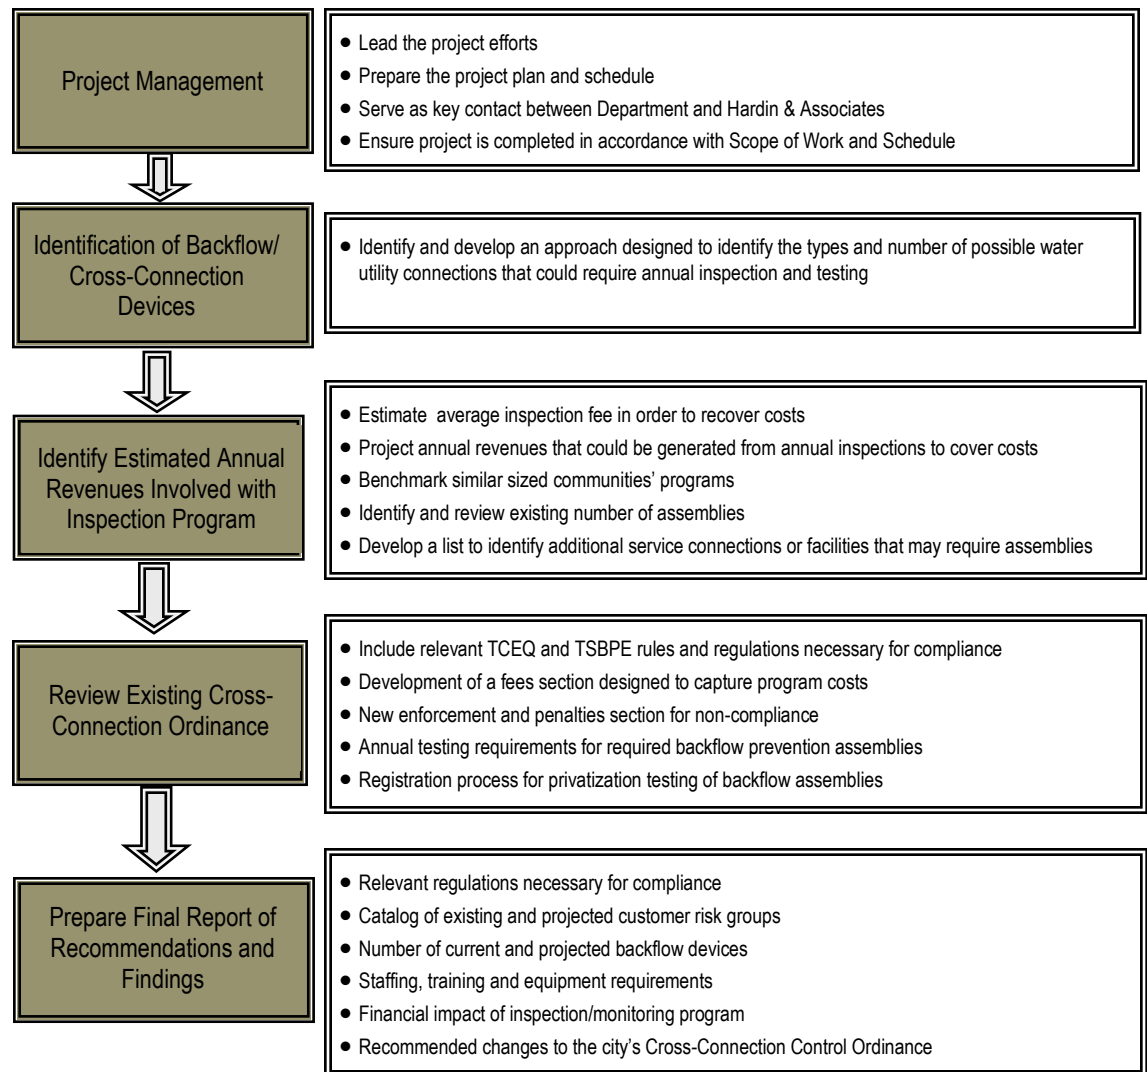 Project Management
• Lead the project efforts
• Prepare the project plan and schedule
• Serve as key contact between Department and Hardin & Associates
• Ensure project is completed in accordance with Scope of Work and Schedule
Identification of Backflow/
Cross-Connection
Devices
• Identify and develop an approach designed to identify the types and number of possible water
utility connections that could require annual inspection and testing
Identify Estimated Annual
Revenues Involved with
Inspection Program
• Estimate average inspection fee in order to recover costs
• Project annual revenues that could be generated from annual inspections to cover costs
• Benchmark similar sized communities' programs
• Identify and review existing number of assemblies
• Develop a list to identify additional service connections or facilities that may require assemblies
Review Existing Cross-
Connection Ordinance
• Include relevant TCEQ and TSBPE rules and regulations necessary for compliance
• Development of a fees section designed to capture program costs
• New enforcement and penalties section for non-compliance
• Annual testing requirements for required backflow prevention assemblies
• Registration process for privatization testing of backflow assemblies
Prepare Final Report of
Recommendations and
Findings
• Relevant regulations necessary for compliance
• Catalog of existing and projected customer risk groups
• Number of current and projected backflow devices
• Staffing, training and equipment requirements
• Financial impact of inspection/monitoring program
• Recommended changes to the city's Cross-Connection Control Ordinance